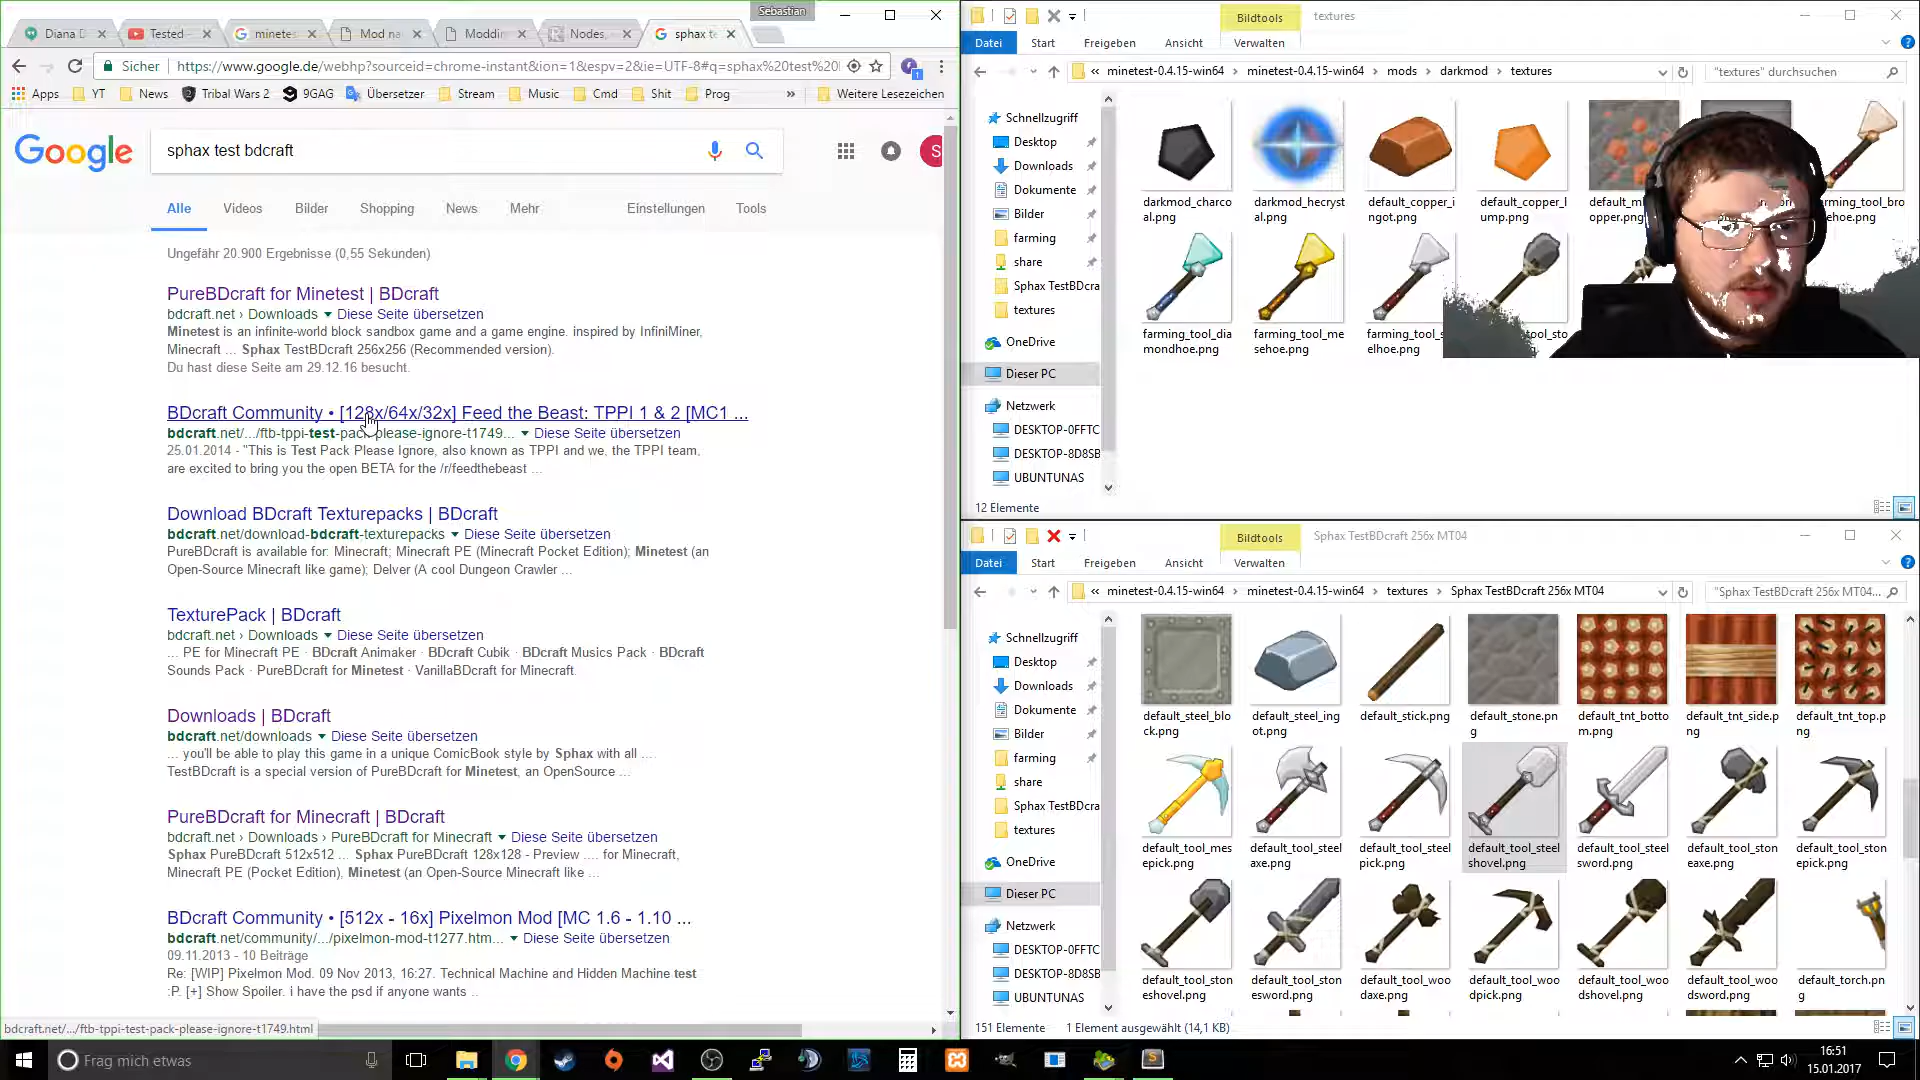 Sebastian
Diana D
Tested
minetes
Mod na
Moddin
Nodes,
sphax te
Sicher
https://www.google.de/webhp?sourceid=chrome-instant&ion=1&espv=2&ie=UTF-8#q=sphax%20test%20
Apps
YT
News
Tribal Wars 2
9GAG
Übersetzer
Stream
Music
Cmd
Shit
Prog
»
Weitere Lesezeichen
Google
sphax test bdcraft
S
Alle
Videos
Bilder
Shopping
News
Mehr
Einstellungen
Tools
Ungefähr 20.900 Ergebnisse (0,55 Sekunden)
PureBDcraft for Minetest | BDcraft
bdcraft.net › Downloads ▾ Diese Seite übersetzen
Minetest is an infinite-world block sandbox game and a game engine. inspired by InfiniMiner,
Minecraft ... Sphax TestBDcraft 256x256 (Recommended version).
Du hast diese Seite am 29.12.16 besucht.
BDcraft Community • [128x/64x/32x] Feed the Beast: TPPI 1 & 2 [MC1 ...
bdcraft.net/.../ftb-tppi-test-pack-please-ignore-t1749... ▾ Diese Seite übersetzen
25.01.2014 - "This is Test Pack Please Ignore, also known as TPPI and we, the TPPI team,
are excited to bring you the open BETA for the /r/feedthebeast ...
Download BDcraft Texturepacks | BDcraft
bdcraft.net/download-bdcraft-texturepacks ▾ Diese Seite übersetzen
PureBDcraft is available for: Minecraft; Minecraft PE (Minecraft Pocket Edition); Minetest (an
Open-Source Minecraft like game); Delver (A cool Dungeon Crawler ...
TexturePack | BDcraft
bdcraft.net › Downloads ▾ Diese Seite übersetzen
... PE for Minecraft PE · BDcraft Animaker · BDcraft Cubik · BDcraft Musics Pack · BDcraft
Sounds Pack · PureBDcraft for Minetest · VanillaBDcraft for Minecraft.
Downloads | BDcraft
bdcraft.net/downloads ▾ Diese Seite übersetzen
... you'll be able to play this game in a unique ComicBook style by Sphax with all ....
TestBDcraft is a special version of PureBDcraft for Minetest, an OpenSource ...
PureBDcraft for Minecraft | BDcraft
bdcraft.net › Downloads › PureBDcraft for Minecraft ▾ Diese Seite übersetzen
Sphax PureBDcraft 512x512 ... Sphax PureBDcraft 128x128 - Preview .... for Minecraft,
Minecraft PE (Pocket Edition), Minetest (an Open-Source Minecraft like ...
BDcraft Community • [512x - 16x] Pixelmon Mod [MC 1.6 - 1.10 ...
bdcraft.net/community/.../pixelmon-mod-t1277.htm... ▾ Diese Seite übersetzen
09.11.2013 - 10 Beiträge
Re: [WIP] Pixelmon Mod. 09 Nov 2013, 16:27. Technical Machine and Hidden Machine test
:P. [+] Show Spoiler. i have the psd if anyone wants ..
bdcraft.net/.../ftb-tppi-test-pack-please-ignore-t1749.html
Bildtools
textures
Datei
Start
Freigeben
Ansicht
Verwalten
« minetest-0.4.15-win64 › minetest-0.4.15-win64 › mods › darkmod › textures
"textures" durchsuchen
Schnellzugriff
Desktop
Downloads
Dokumente
Bilder
farming
share
Sphax TestBDcra
textures
OneDrive
Dieser PC
Netzwerk
DESKTOP-0FFTC
DESKTOP-8D8SB
UBUNTUNAS
darkmod_charco
al.png
darkmod_hecryst
al.png
default_copper_i
ngot.png
default_copper_l
ump.png
default_mi
opper.png
farming_tool_bro
hoe.png
farming_tool_dia
mondhoe.png
farming_tool_me
sehoe.png
farming_tool_s
elhoe.png
g_tool_sto
oe.png
12 Elemente
Bildtools
Sphax TestBDcraft 256x MT04
Datei
Start
Freigeben
Ansicht
Verwalten
« minetest-0.4.15-win64 › minetest-0.4.15-win64 › textures › Sphax TestBDcraft 256x MT04
"Sphax TestBDcraft 256x MT04...
Schnellzugriff
Desktop
Downloads
Dokumente
Bilder
farming
share
Sphax TestBDcra
textures
OneDrive
Dieser PC
Netzwerk
DESKTOP-0FFTC
DESKTOP-8D8SB
UBUNTUNAS
default_steel_blo
ck.png
default_steel_ing
ot.png
default_stick.png
default_stone.pn
g
default_tnt_botto
m.png
default_tnt_side.p
ng
default_tnt_top.p
ng
default_tool_mes
epick.png
default_tool_steel
axe.png
default_tool_steel
pick.png
default_tool_steel
shovel.png
default_tool_steel
sword.png
default_tool_ston
eaxe.png
default_tool_ston
epick.png
default_tool_ston
eshovel.png
default_tool_ston
esword.png
default_tool_woo
daxe.png
default_tool_woo
dpick.png
default_tool_woo
dshovel.png
default_tool_woo
dsword.png
default_torch.pn
g
151 Elemente
1 Element ausgewählt (14,1 KB)
Frag mich etwas
16:51
15.01.2017